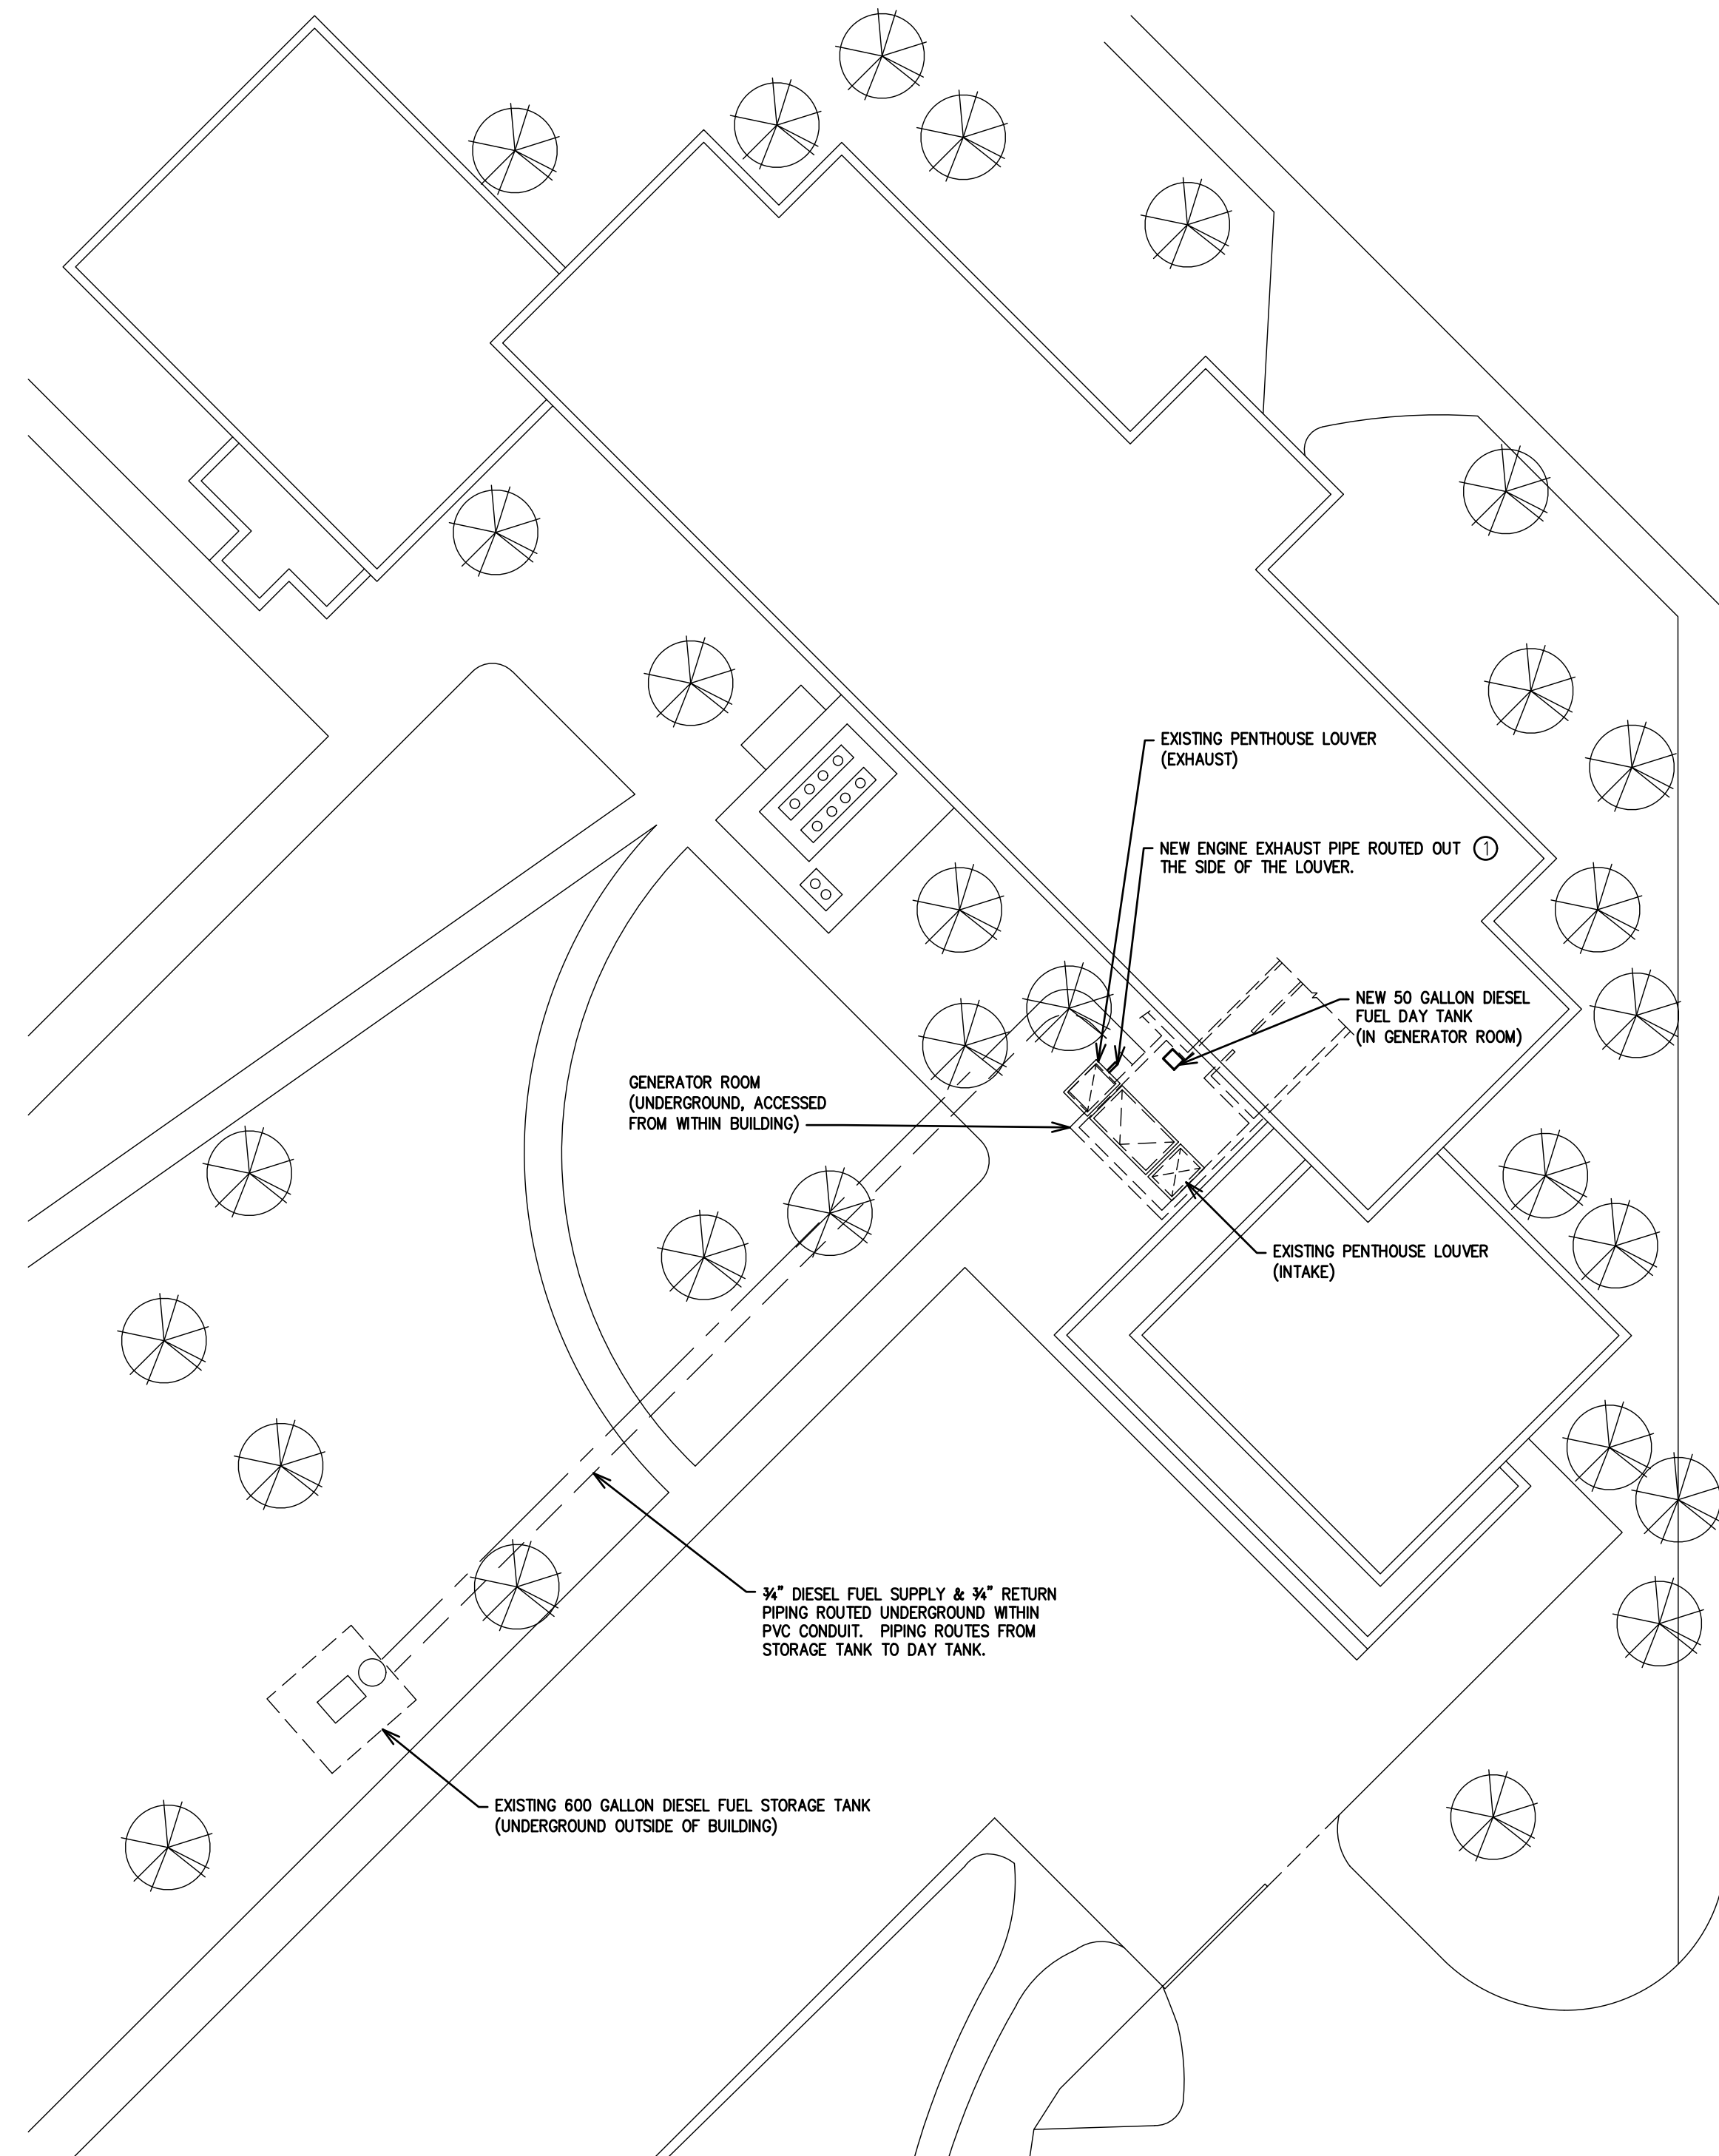 EXISTING PENTHOUSE LOUVER
(EXHAUST)
NEW ENGINE EXHAUST PIPE ROUTED OUT 1
THE SIDE OF THE LOUVER.
NEW 50 GALLON DIESEL
FUEL DAY TANK
(IN GENERATOR ROOM)
GENERATOR ROOM
(UNDERGROUND, ACCESSED
FROM WITHIN BUILDING)
EXISTING PENTHOUSE LOUVER
(INTAKE)
¾" DIESEL FUEL SUPPLY & ¾" RETURN
PIPING ROUTED UNDERGROUND WITHIN
PVC CONDUIT. PIPING ROUTES FROM
STORAGE TANK TO DAY TANK.
EXISTING 600 GALLON DIESEL FUEL STORAGE TANK
(UNDERGROUND OUTSIDE OF BUILDING)